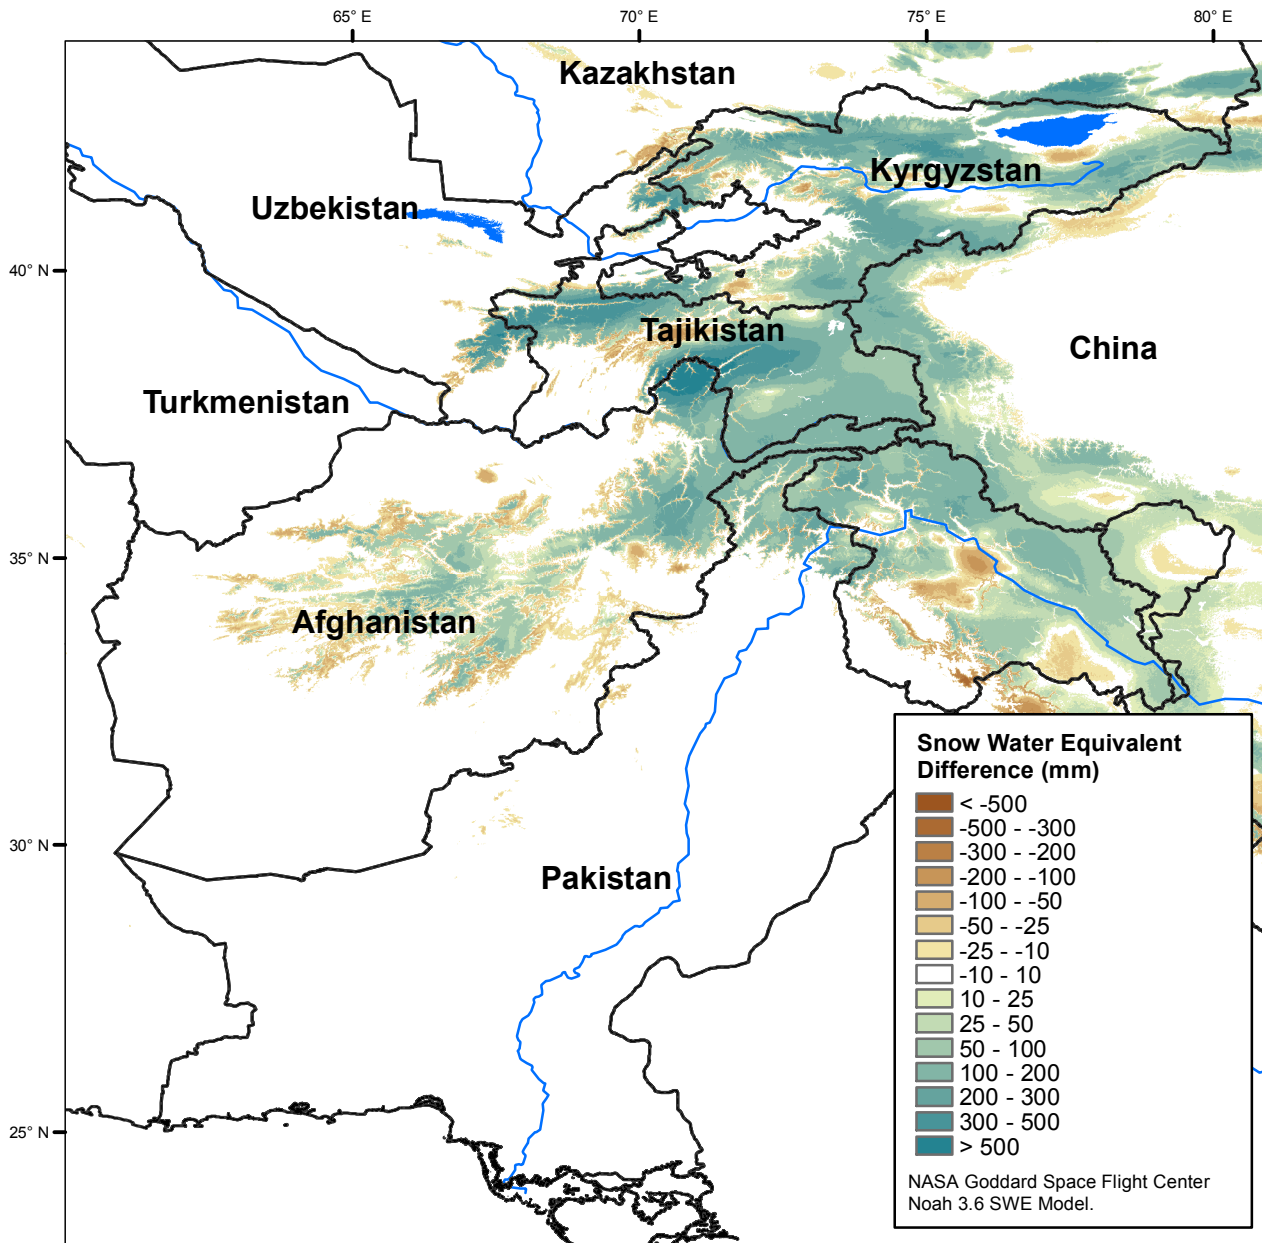 65° E
70° E
75° E
80° E
Kazakhstan
Kyrgyzstan
Uzbekistan
40° N
Tajikistan
China
Turkmenistan
35° N
Afghanistan
30° N
Pakistan
25° N
Snow Water Equivalent
Difference (mm)
< -500
-500 - -300
-300 - -200
-200 - -100
-100 - -50
-50 - -25
-25 - -10
-10 - 10
10 - 25
25 - 50
50 - 100
100 - 200
200 - 300
300 - 500
> 500
NASA Goddard Space Flight Center
Noah 3.6 SWE Model.